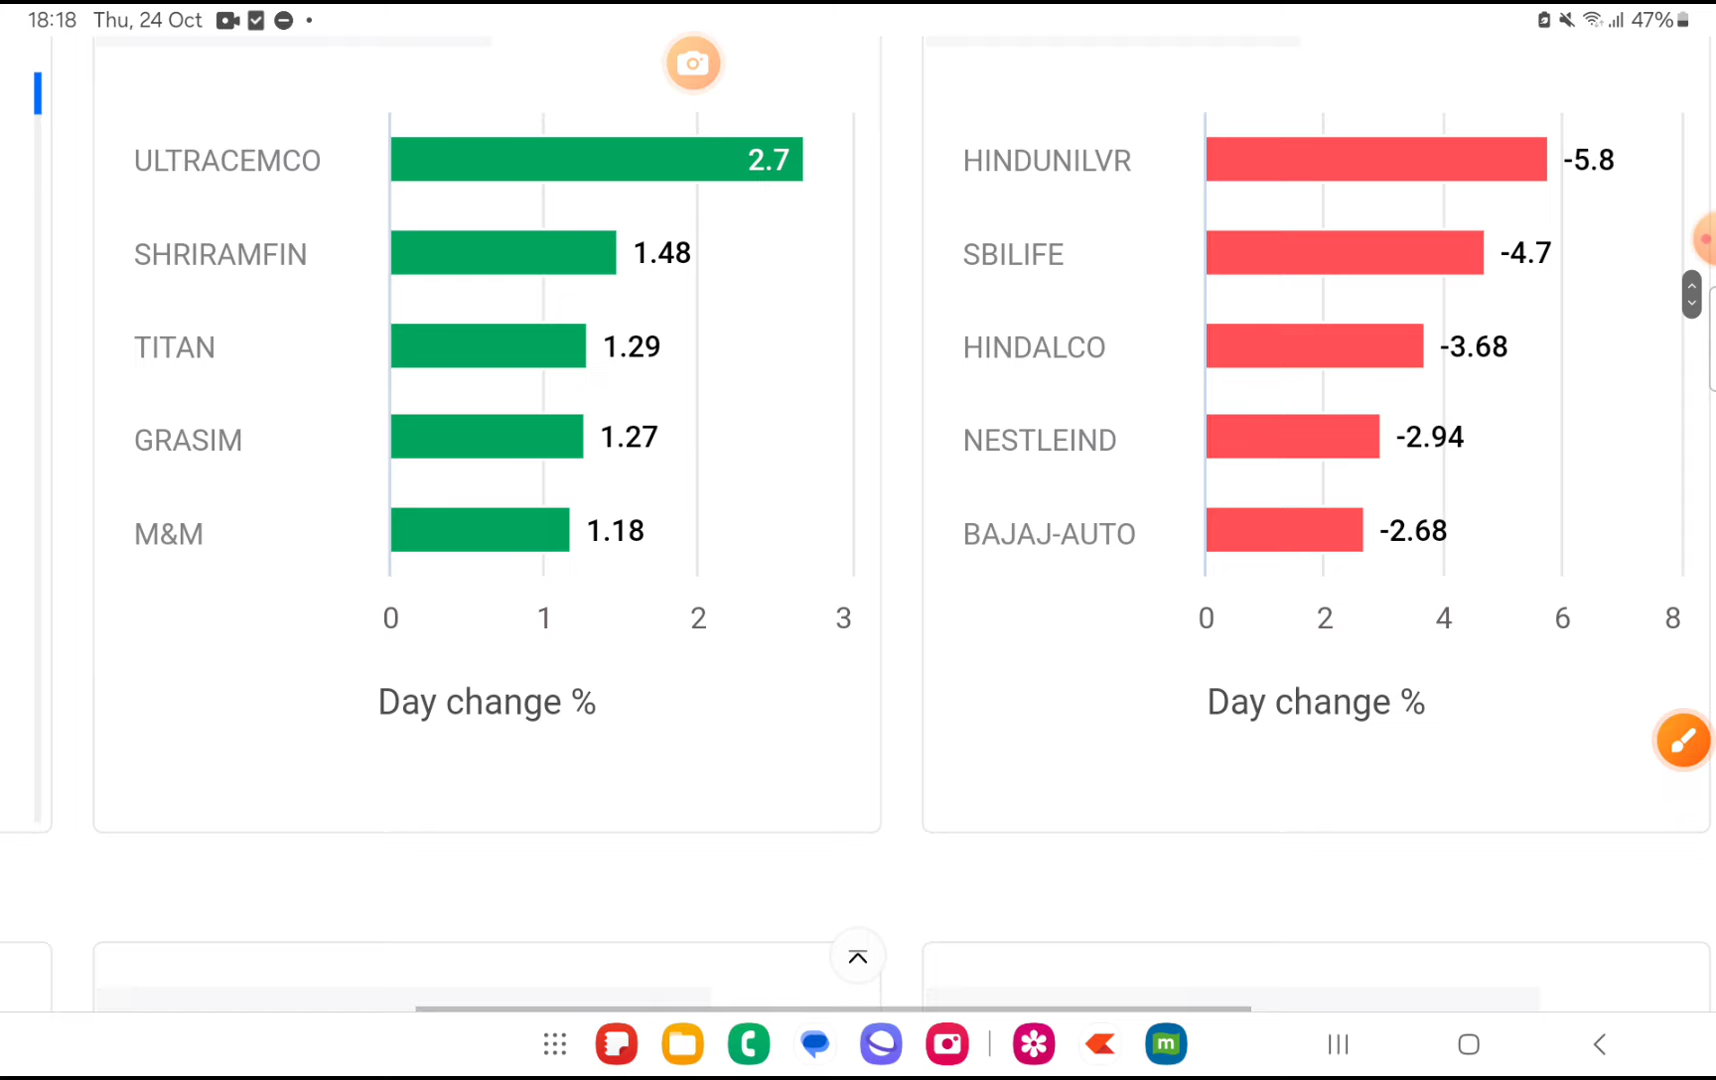 18:18 Thu, 24 Oct
47%
ULTRACEMCO 2.7
SHRIRAMFIN 1.48
TITAN 1.29
GRASIM 1.27
M&M 1.18
0 1 2 3
Day change %
HINDUNILVR -5.8
SBILIFE -4.7
HINDALCO -3.68
NESTLEIND -2.94
BAJAJ-AUTO -2.68
0 2 4 6 8
Day change %
m